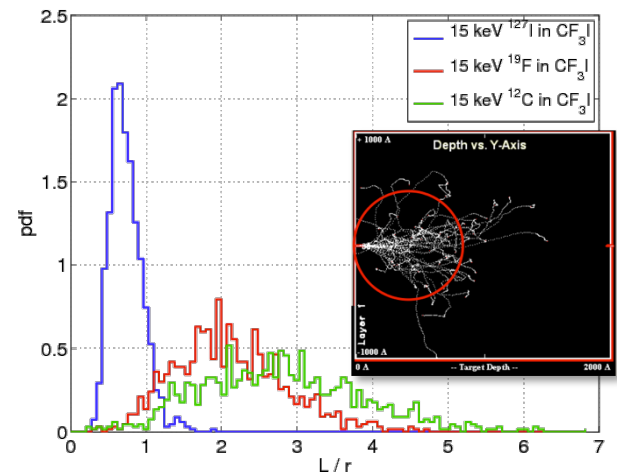 15 keV ¹²⁷I in CF₃I
15 keV ¹⁹F in CF₃I
15 keV ¹²C in CF₃I
2.5
2
1.5
1
0.5
0
pdf
0 1 2 3 4 5 6 7
L / r
+ 1000 A
Depth vs. Y-Axis
Layer 1
-1000 A
0 A -- Target Depth -- 2000 A